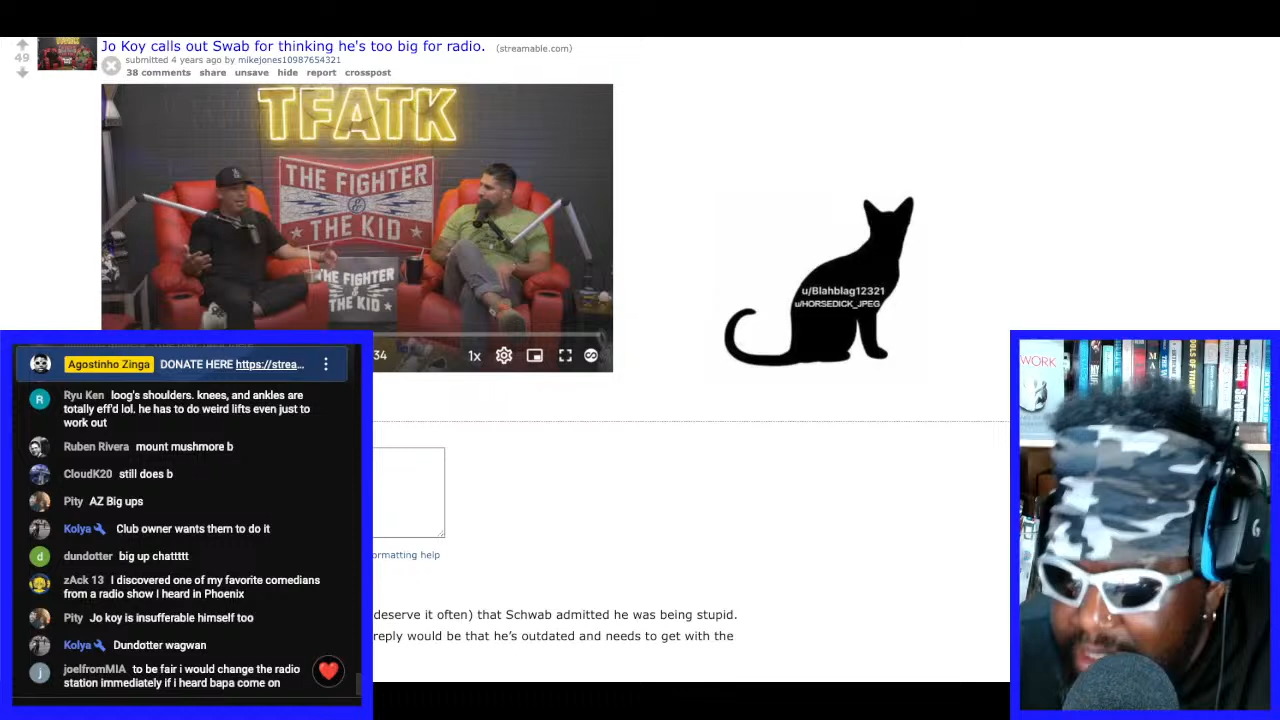 49
Jo Koy calls out Swab for thinking he's too big for radio. (streamable.com)
submitted 4 years ago by mikejones10987654321
38 comments share unsave hide report crosspost
TFATK
THE FIGHTER
&
THE KID
THE FIGHTER
&
THE KID
34 1x
u/Blahblag12321
u/HORSEDICK_JPEG
Agostinho Zinga DONATE HERE https://strea...
Ryu Ken loog's shoulders. knees, and ankles are
totally eff'd lol. he has to do weird lifts even just to
work out
Ruben Rivera mount mushmore b
CloudK20 still does b
Pity AZ Big ups
Kolya Club owner wants them to do it
dundotter big up chattttt
zAck 13 I discovered one of my favorite comedians
from a radio show I heard in Phoenix
Pity Jo koy is insufferable himself too
Kolya Dundotter wagwan
joelfromMIA to be fair i would change the radio
station immediately if i heard bapa come on
ormatting help
deserve it often) that Schwab admitted he was being stupid.
reply would be that he's outdated and needs to get with the
WORK